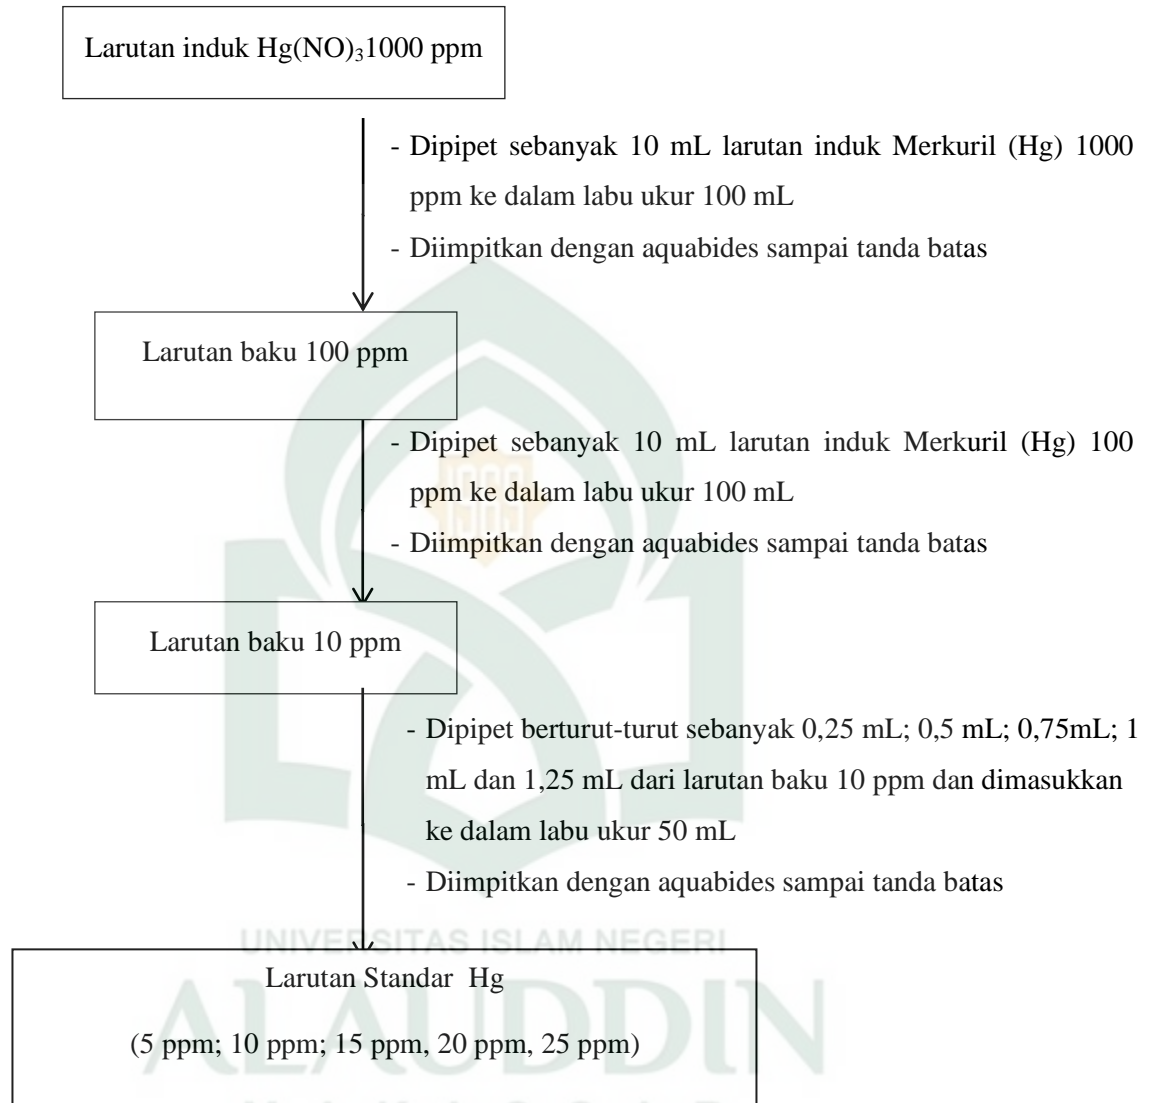 Larutan induk Hg(NO)₃1000 ppm
- Dipipet sebanyak 10 mL larutan induk Merkuril (Hg) 1000
ppm ke dalam labu ukur 100 mL
- Diimpitkan dengan aquabides sampai tanda batas
Larutan baku 100 ppm
- Dipipet sebanyak 10 mL larutan induk Merkuril (Hg) 100
ppm ke dalam labu ukur 100 mL
- Diimpitkan dengan aquabides sampai tanda batas
1989
Larutan baku 10 ppm
- Dipipet berturut-turut sebanyak 0,25 mL; 0,5 mL; 0,75mL; 1
mL dan 1,25 mL dari larutan baku 10 ppm dan dimasukkan
ke dalam labu ukur 50 mL
- Diimpitkan dengan aquabides sampai tanda batas
UNIVERSITAS ISLAM NEGERI
Larutan Standar Hg
ALAUDDIN
(5 ppm; 10 ppm; 15 ppm, 20 ppm, 25 ppm)